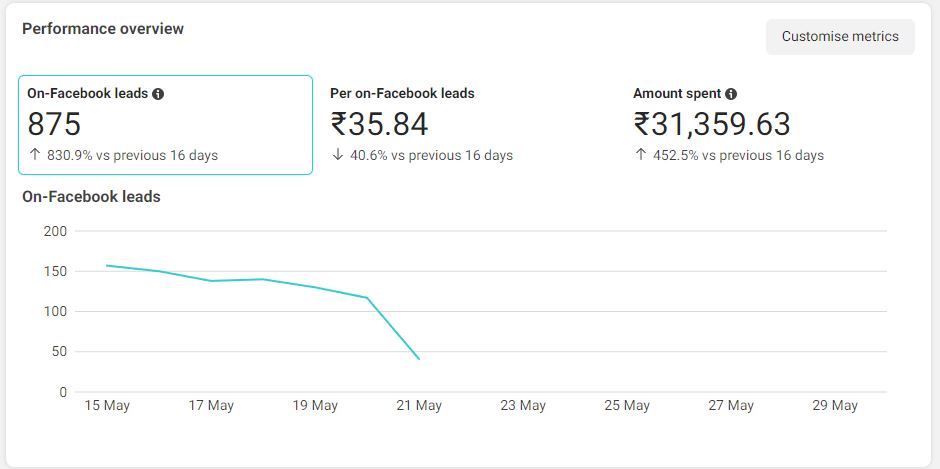 Performance overview
Customise metrics
On-Facebook leads
875
↑ 830.9% vs previous 16 days
Per on-Facebook leads
₹35.84
↓ 40.6% vs previous 16 days
Amount spent
₹31,359.63
↑ 452.5% vs previous 16 days
On-Facebook leads
200
150
100
50
0
15 May 17 May 19 May 21 May 23 May 25 May 27 May 29 May